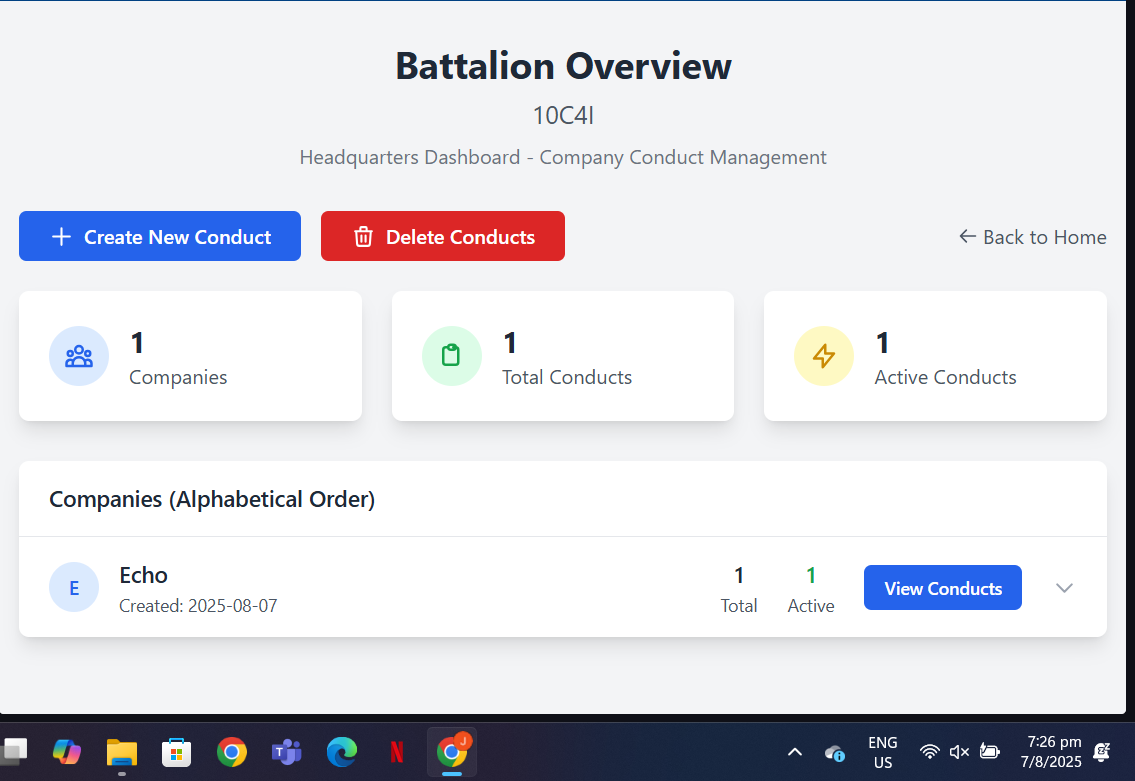 Battalion Overview
10C4I
Headquarters Dashboard - Company Conduct Management
Create New Conduct
Delete Conducts
← Back to Home
1
Companies
1
Total Conducts
1
Active Conducts
Companies (Alphabetical Order)
E
Echo
Created: 2025-08-07
1
Total
1
Active
View Conducts
T
N
J
ENG
US
7:26 pm
7/8/2025